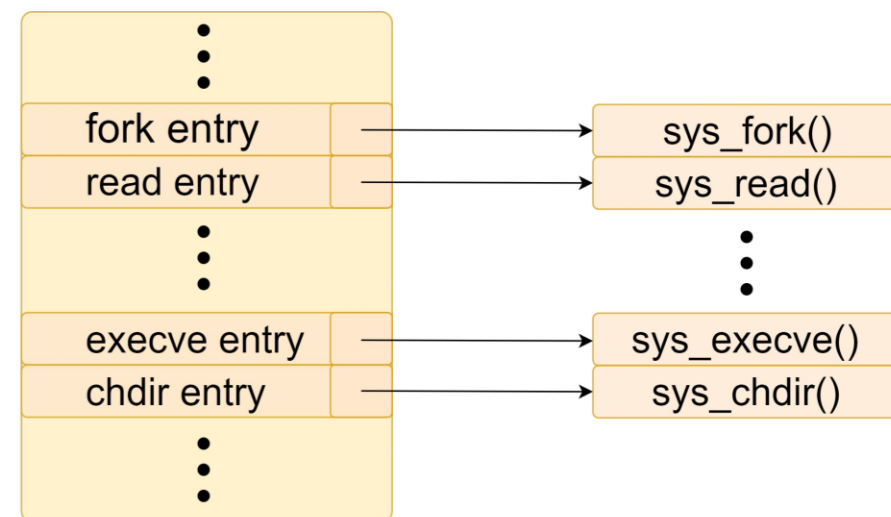 fork entry
sys_fork()
read entry
sys_read()
execve entry
sys_execve()
chdir entry
sys_chdir()